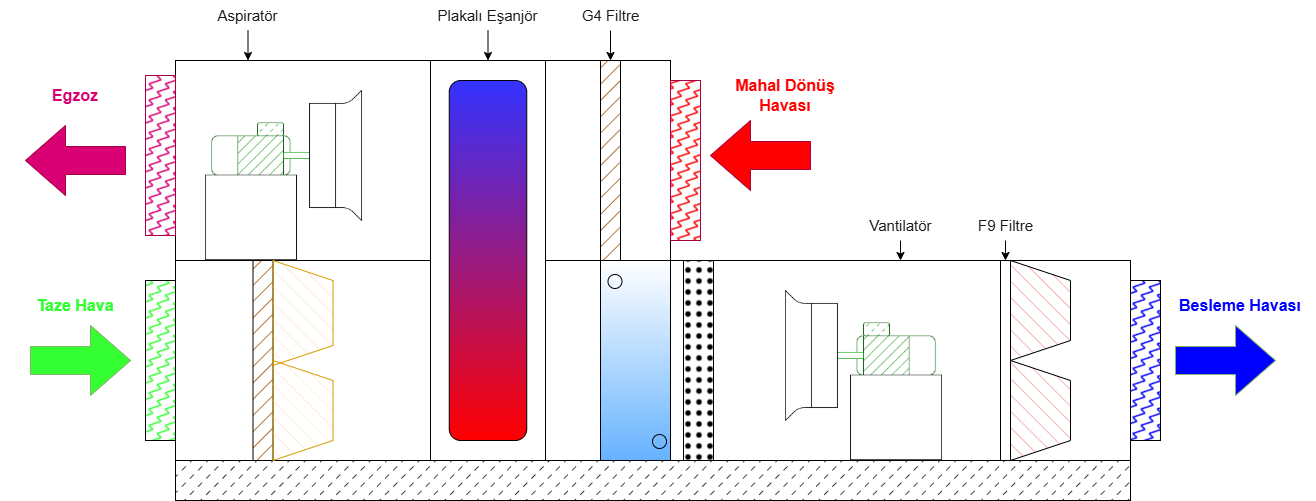 Aspiratör
Plakalı Eşanjör
G4 Filtre
Egzoz
Mahal Dönüş
Havası
Vantilatör
F9 Filtre
Taze Hava
Besleme Havası